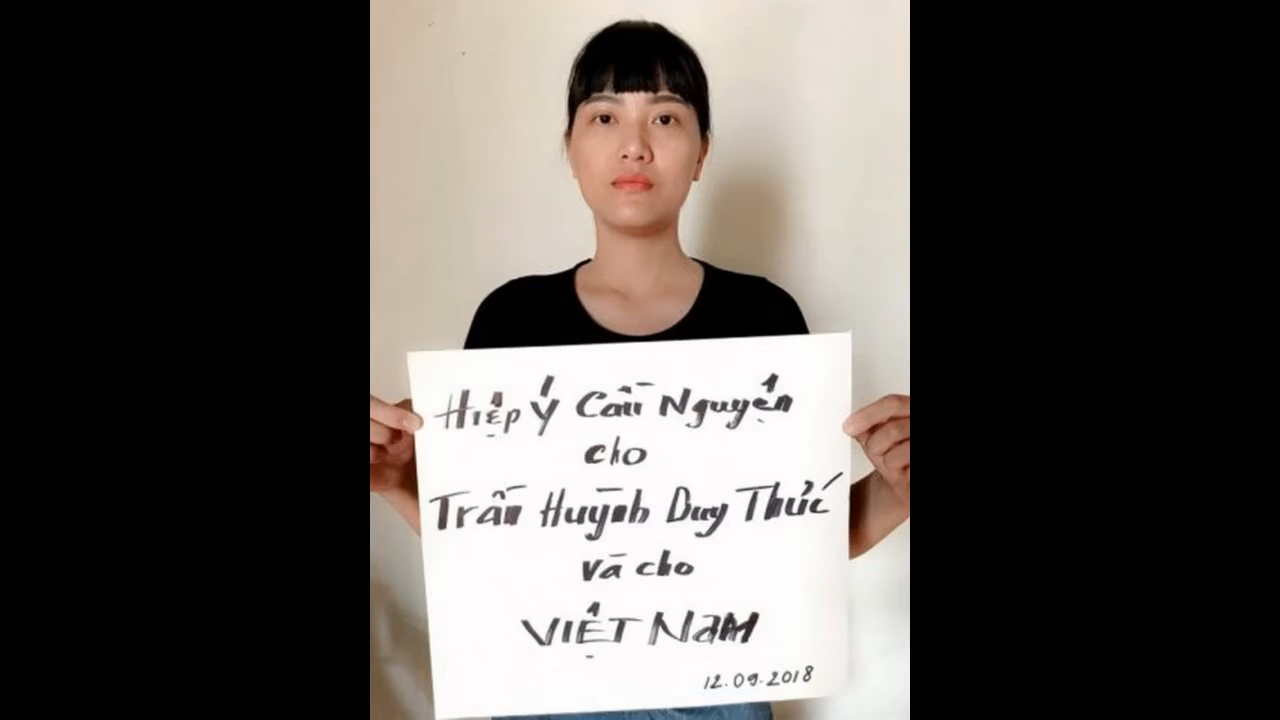 Hiệp Ý Cầu Nguyện
cho
Trần Huỳnh Duy Thức
và cho
VIỆT NAM
12.09.2018